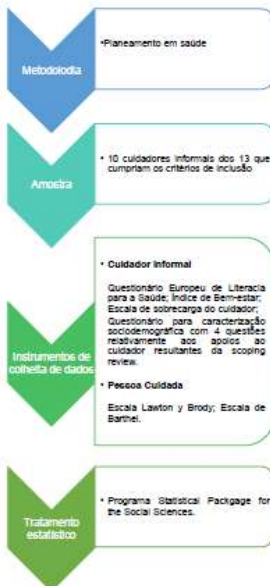 Metodolodia
•Planeamento em saúde
Amostra
• 10 cuidadores informais dos 13 que
cumpriam os critérios de inclusão
Instrumentos de
colheita de dados
• Cuidador Informal
Questionário Europeu de Literacia
para a Saúde; Índice de Bem-estar;
Escala de sobrecarga do cuidador;
Questionário para caracterização
sociodemográfica com 4 questões
relativamente aos apoios ao
cuidador resultantes da scoping
review.
• Pessoa Cuidada
Escala Lawton y Brody; Escala de
Barthel.
Tratamento
estatístico
• Programa Statistical Packgage for
the Social Sciences.